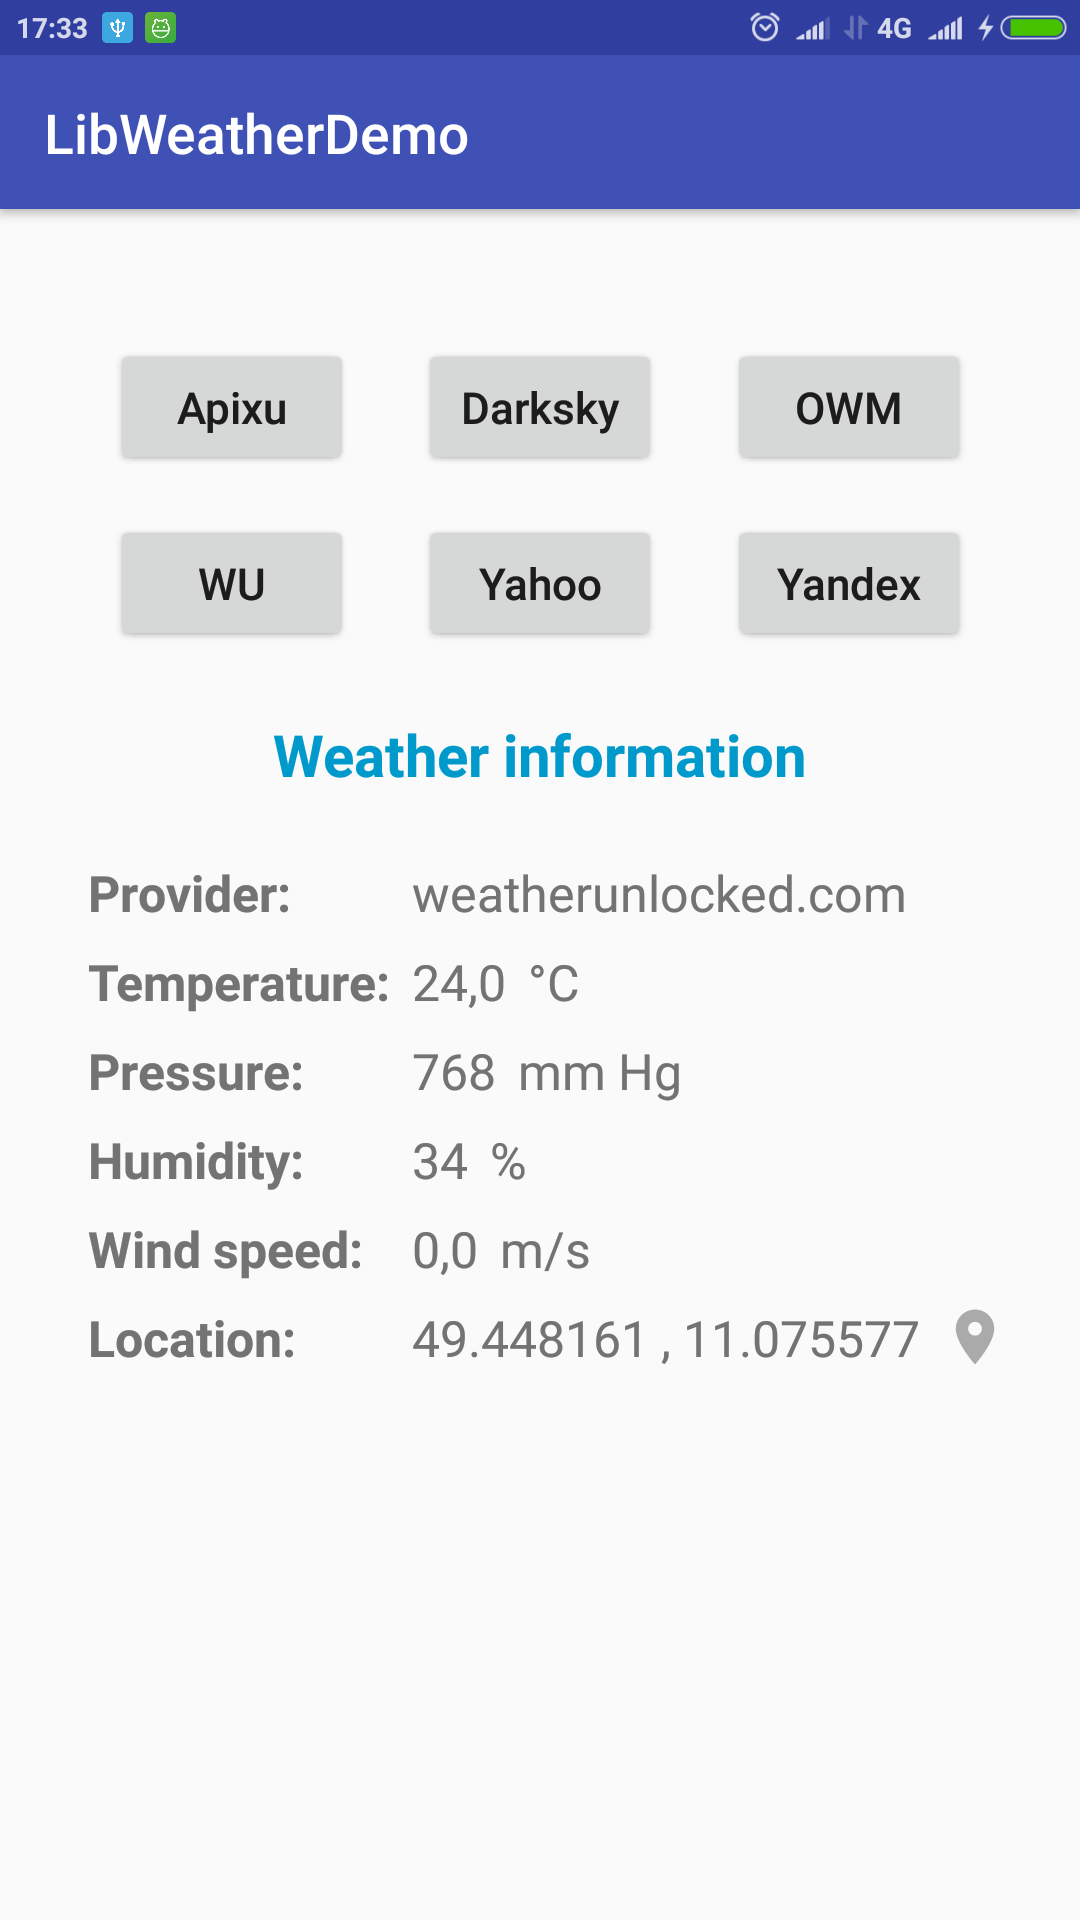 17:33 4G
LibWeatherDemo
Apixu Darksky OWM
WU Yahoo Yandex
Weather information
Provider: weatherunlocked.com
Temperature: 24,0 °C
Pressure: 768 mm Hg
Humidity: 34 %
Wind speed: 0,0 m/s
Location: 49.448161 , 11.075577